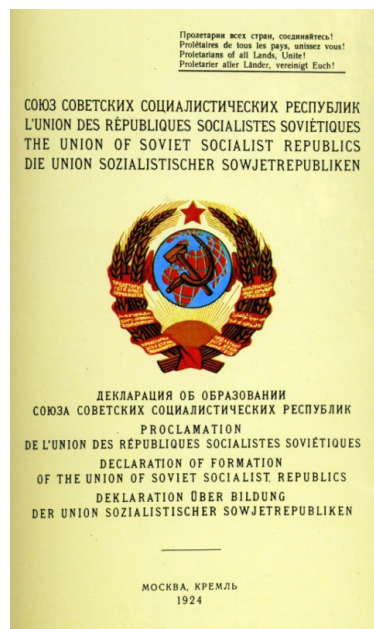 Пролетарии всех стран, соединяйтесь!
Prolétaires de tous les pays, unissez vous!
Proletarians of all Lands, Unite!
Proletarier aller Länder, vereinigt Euch!
СОЮЗ СОВЕТСКИХ СОЦИАЛИСТИЧЕСКИХ РЕСПУБЛИК
L'UNION DES RÉPUBLIQUES SOCIALISTES SOVIÉTIQUES
THE UNION OF SOVIET SOCIALIST REPUBLICS
DIE UNION SOZIALISTISCHER SOWJETREPUBLIKEN
ДЕКЛАРАЦИЯ ОБ ОБРАЗОВАНИИ
СОЮЗА СОВЕТСКИХ СОЦИАЛИСТИЧЕСКИХ РЕСПУБЛИК
PROCLAMATION
DE L'UNION DES RÉPUBLIQUES SOCIALISTES SOVIÉTIQUES
DECLARATION OF FORMATION
OF THE UNION OF SOVIET SOCIALIST. REPUBLICS
DEKLARATION ÜBER BILDUNG
DER UNION SOZIALISTISCHER SOWJETREPUBLIKEN
МОСКВА, КРЕМЛЬ
1924